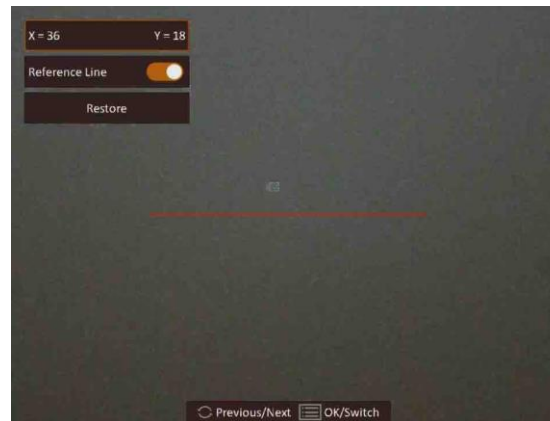 X = 36 Y = 18
Reference Line
Restore
Previous/Next OK/Switch